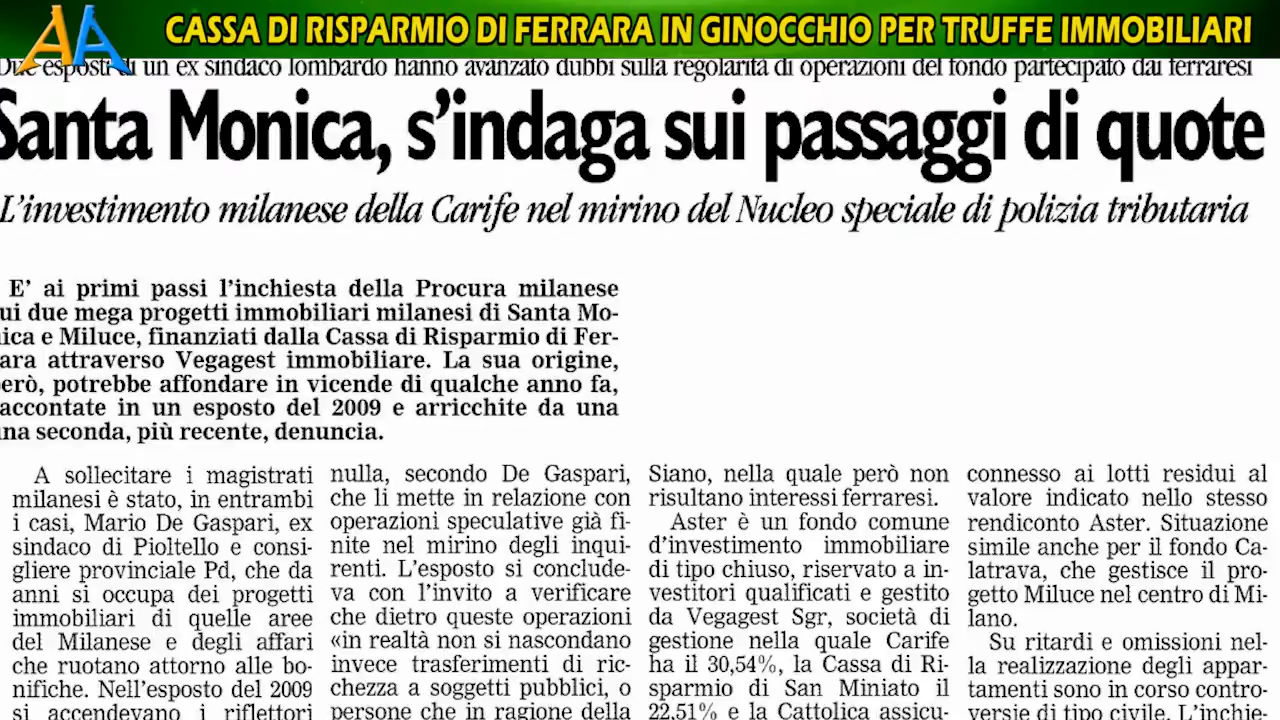 AA CASSA DI RISPARMIO DI FERRARA IN GINOCCHIO PER TRUFFE IMMOBILIARI
Due esposti di un ex sindaco lombardo hanno avanzato dubbi sulla regolarità di operazioni del fondo partecipato dai ferraresi
Santa Monica, s'indaga sui passaggi di quote
L'investimento milanese della Carife nel mirino del Nucleo speciale di polizia tributaria
E' ai primi passi l'inchiesta della Procura milanese
ui due mega progetti immobiliari milanesi di Santa Mo-
nica e Miluce, finanziati dalla Cassa di Risparmio di Fer-
ara attraverso Vegagest immobiliare. La sua origine,
però, potrebbe affondare in vicende di qualche anno fa,
accontate in un esposto del 2009 e arricchite da una
una seconda, più recente, denuncia.
A sollecitare i magistrati
milanesi è stato, in entrambi
i casi, Mario De Gaspari, ex
sindaco di Pioltello e consi-
gliere provinciale Pd, che da
anni si occupa dei progetti
immobiliari di quelle aree
del Milanese e degli affari
che ruotano attorno alle bo-
nifiche. Nell'esposto del 2009
si accendevano i riflettori
nulla, secondo De Gaspari,
che li mette in relazione con
operazioni speculative già fi-
nite nel mirino degli inqui-
renti. L'esposto si conclude-
va con l'invito a verificare
che dietro queste operazioni
«in realtà non si nascondano
invece trasferimenti di ric-
chezza a soggetti pubblici, o
persone che in ragione della
Siano, nella quale però non
risultano interessi ferraresi.
Aster è un fondo comune
d'investimento immobiliare
di tipo chiuso, riservato a in-
vestitori qualificati e gestito
da Vegagest Sgr, società di
gestione nella quale Carife
ha il 30,54%, la Cassa di Ri-
sparmio di San Miniato il
22,51% e la Cattolica assicu-
connesso ai lotti residui al
valore indicato nello stesso
rendiconto Aster. Situazione
simile anche per il fondo Ca-
latrava, che gestisce il pro-
getto Miluce nel centro di Mi-
lano.
Su ritardi e omissioni nel-
la realizzazione degli appar-
tamenti sono in corso contro-
versie di tipo civile. L'inchie-